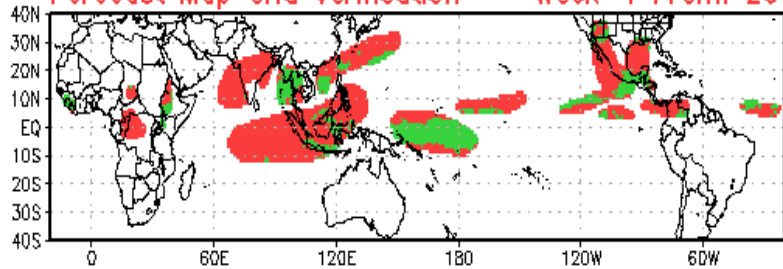 Forecast Map and Verification Week
40N
30N
20N
10N
EQ
10S
20S
30S
40S
0 60E 120E 180 120W 60W